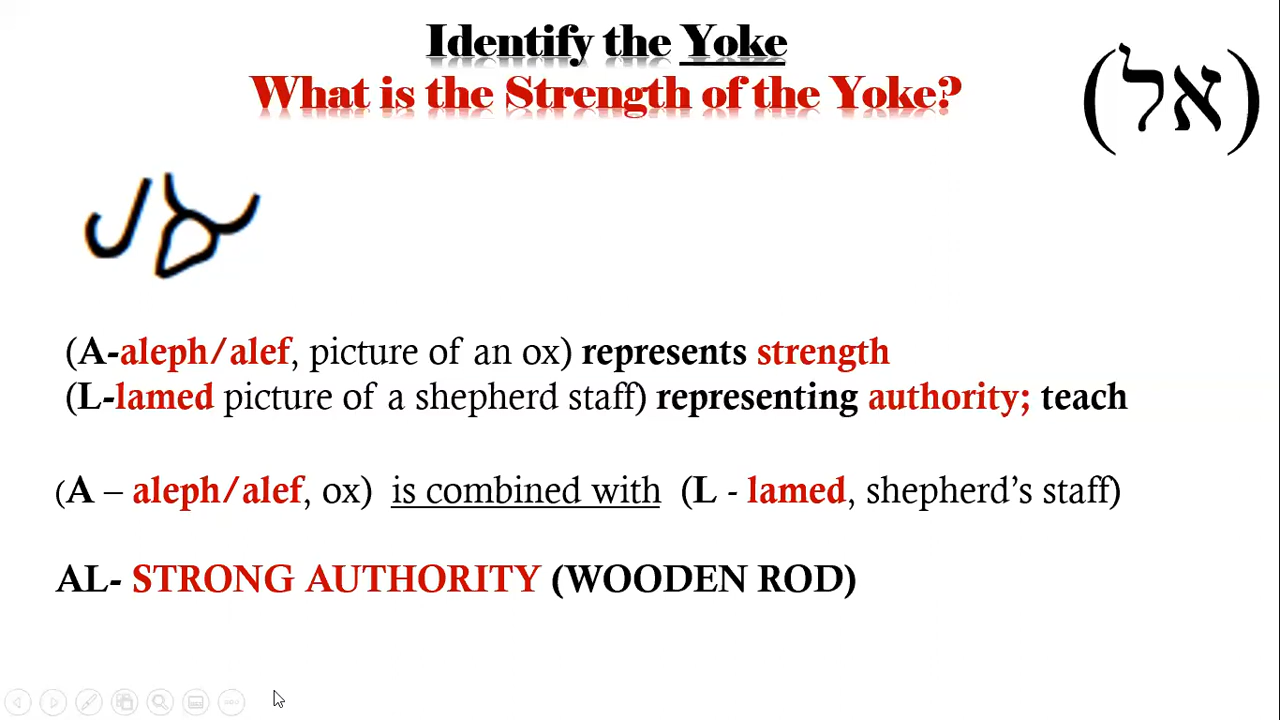 Identify the Yoke
What is the Strength of the Yoke?
(אל)
(A-aleph/alef, picture of an ox) represents strength
(L-lamed picture of a shepherd staff) representing authority; teach
(A – aleph/alef, ox) is combined with (L - lamed, shepherd’s staff)
AL- STRONG AUTHORITY (WOODEN ROD)